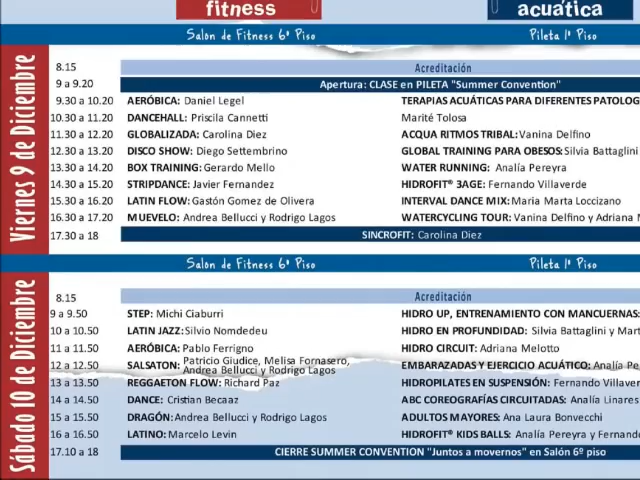 fitness acuática
Salon de Fitness 6º Piso Pileta 1º Piso
Viernes 9 de Diciembre
8.15 Acreditación
9 a 9.20 Apertura: CLASE en PILETA "Summer Convention"
9.30 a 10.20 AERÓBICA: Daniel Legel TERAPIAS ACUÁTICAS PARA DIFERENTES PATOLOG
10.30 a 11.20 DANCEHALL: Priscila Cannetti Marité Tolosa
11.30 a 12.20 GLOBALIZADA: Carolina Diez ACQUA RITMOS TRIBAL: Vanina Delfino
12.30 a 13.20 DISCO SHOW: Diego Settembrino GLOBAL TRAINING PARA OBESOS: Silvia Battaglini
13.30 a 14.20 BOX TRAINING: Gerardo Mello WATER RUNNING: Analía Pereyra
14.30 a 15.20 STRIPDANCE: Javier Fernandez HIDROFIT® 3AGE: Fernando Villaverde
15.30 a 16.20 LATIN FLOW: Gastón Gomez de Olivera INTERVAL DANCE MIX: Maria Marta Loccizano
16.30 a 17.20 MUEVELO: Andrea Bellucci y Rodrigo Lagos WATERCYCLING TOUR: Vanina Delfino y Adriana M
17.30 a 18 SINCROFIT: Carolina Diez
Salon de Fitness 6º Piso Pileta 1º Piso
Sábado 10 de Diciembre
8.15 Acreditación
9 a 9.50 STEP: Michi Ciaburri HIDRO UP, ENTRENAMIENTO CON MANCUERNAS:
10 a 10.50 LATIN JAZZ: Silvio Nomdedeu HIDRO EN PROFUNDIDAD: Silvia Battaglini y Mart
11 a 11.50 AERÓBICA: Pablo Ferrigno HIDRO CIRCUIT: Adriana Melotto
12 a 12.50 SALSATON: Patricio Giudice, Melisa Fornasero, Andrea Bellucci y Rodrigo Lagos EMBARAZADAS Y EJERCICIO ACUÁTICO: Analía Pe
13 a 13.50 REGGAETON FLOW: Richard Paz HIDROPILATES EN SUSPENSIÓN: Fernando Villaver
14 a 14.50 DANCE: Cristian Becaaz ABC COREOGRAFÍAS CIRCUITADAS: Analía Linares
15 a 15.50 DRAGÓN: Andrea Bellucci y Rodrigo Lagos ADULTOS MAYORES: Ana Laura Bonvecchi
16 a 16.50 LATINO: Marcelo Levin HIDROFIT® KIDS BALLS: Analía Pereyra y Fernando
17.10 a 18 CIERRE SUMMER CONVENTION "Juntos a movernos" en Salón 6º piso